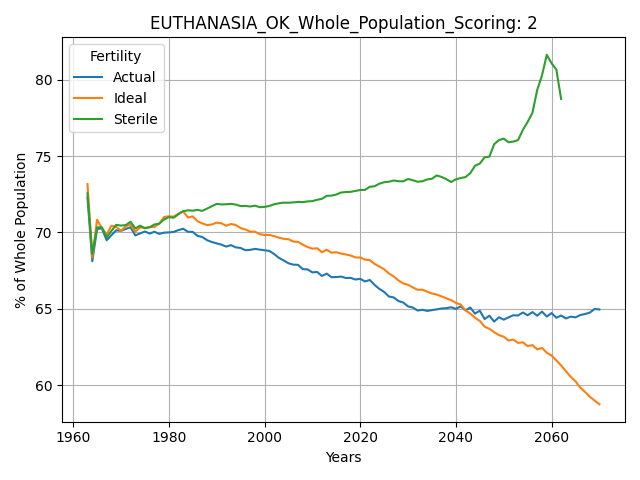 EUTHANASIA_OK_Whole_Population_Scoring: 2
Fertility
Actual
Ideal
Sterile
% of Whole Population
80
75
70
65
60
1960
1980
2000
2020
2040
2060
Years